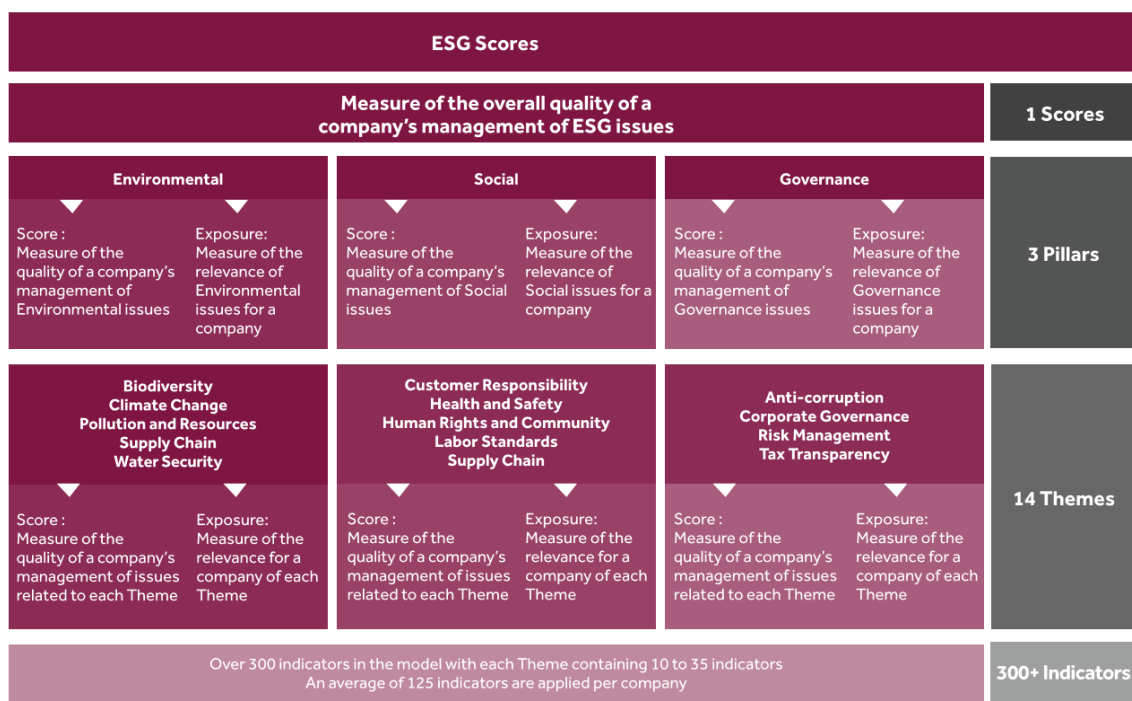 ESG Scores
Measure of the overall quality of a
company's management of ESG issues
1 Scores
Environmental
Score :
Measure of the
quality of a company's
management of
Environmental issues
Exposure:
Measure of the
relevance of
Environmental
issues for a
company
Social
Score :
Measure of the
quality of a company's
management of Social
issues
Exposure:
Measure of the
relevance of
Social issues for a
company
Governance
Score :
Measure of the
quality of a company's
management of
Governance issues
Exposure:
Measure of the
relevance of
Governance
issues for a
company
3 Pillars
Biodiversity
Climate Change
Pollution and Resources
Supply Chain
Water Security
Score :
Measure of the
quality of a company's
management of issues
related to each Theme
Exposure:
Measure of the
relevance for a
company of each
Theme
Customer Responsibility
Health and Safety
Human Rights and Community
Labor Standards
Supply Chain
Score :
Measure of the
quality of a company's
management of issues
related to each Theme
Exposure:
Measure of the
relevance for a
company of each
Theme
Anti-corruption
Corporate Governance
Risk Management
Tax Transparency
Score :
Measure of the
quality of a company's
management of issues
related to each Theme
Exposure:
Measure of the
relevance for a
company of each
Theme
14 Themes
Over 300 indicators in the model with each Theme containing 10 to 35 indicators
An average of 125 indicators are applied per company
300+ Indicators